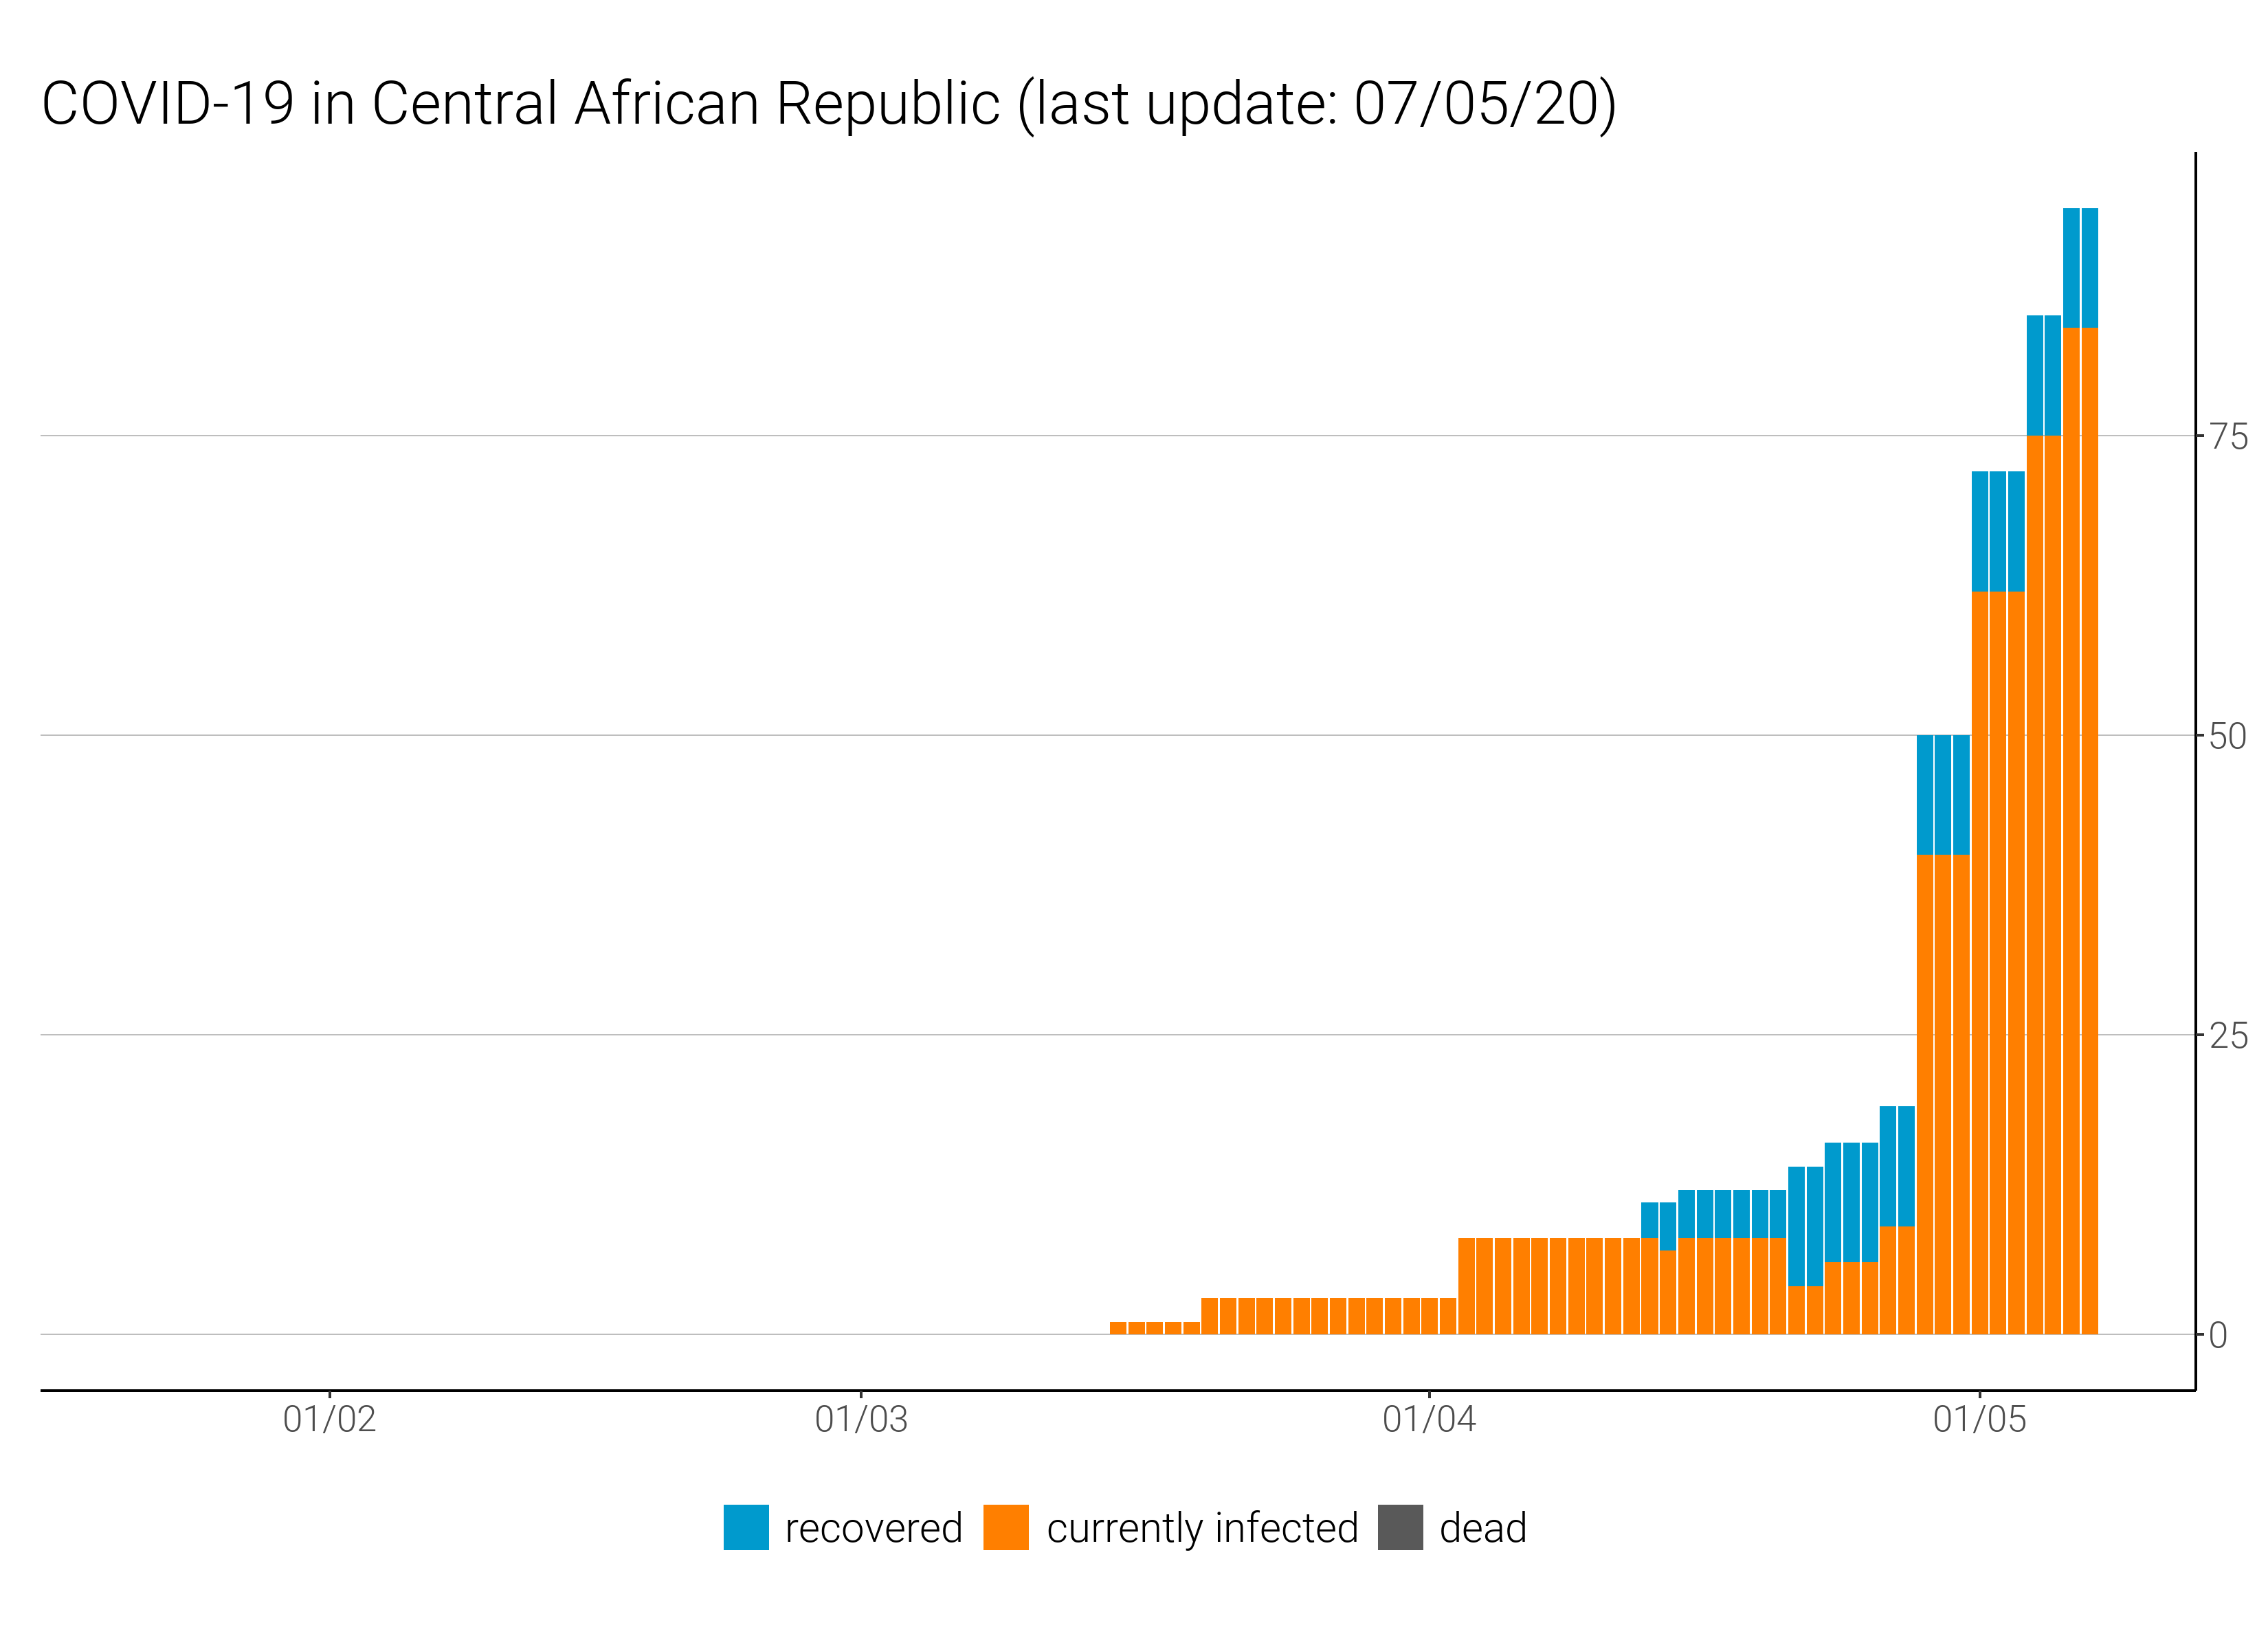 COVID-19 in Central African Republic (last update: 07/05/20)
75
50
25
0
01/02 01/03 01/04 01/05
recovered currently infected dead